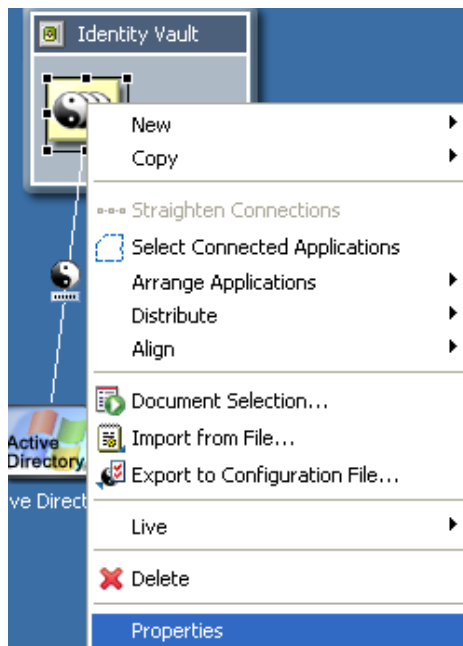 Identity Vault
New
Copy
Straighten Connections
Select Connected Applications
Arrange Applications
Distribute
Align
Document Selection...
Import from File...
Active
Directory
Export to Configuration File...
ve Direct
Live
Delete
Properties